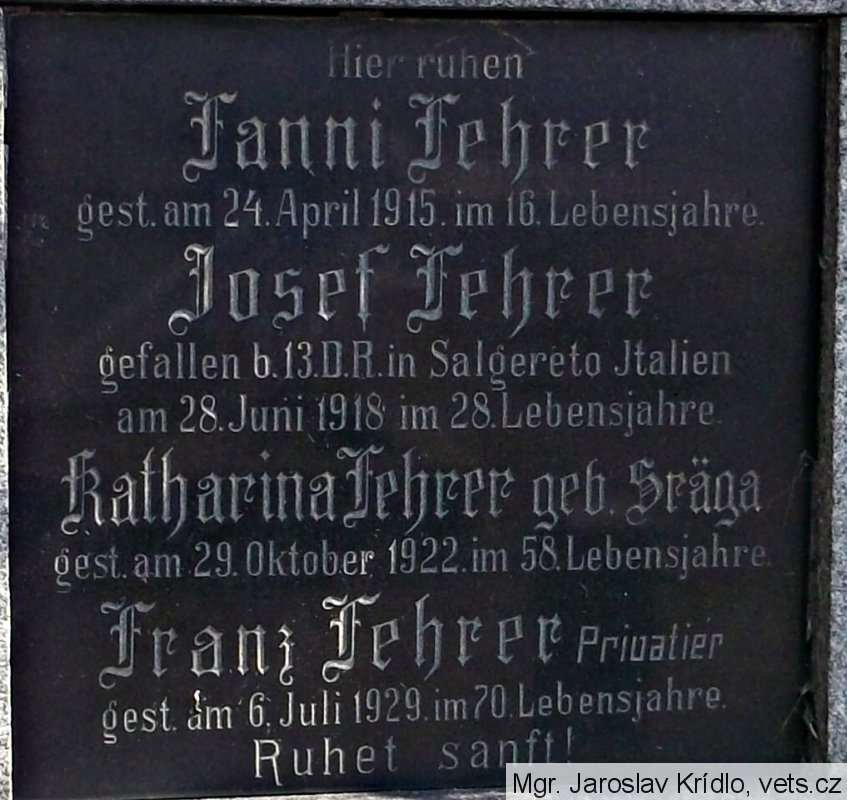 Hier ruhen
Fanni Fehrer
gest. am 24. April 1915. im 16. Lebensjahre.
Josef Fehrer
gefallen b. 13. D. R. in Salgereto Jtalien
am 28. Juni 1918 im 28. Lebensjahre.
Katharina Fehrer geb. Sräga
gest. am 29. Oktober 1922. im 58. Lebensjahre.
Franz Fehrer Privatier
gest. am 6. Juli 1929. im 70. Lebensjahre.
Ruhet sanft!
Mgr. Jaroslav Krídlo, vets.cz